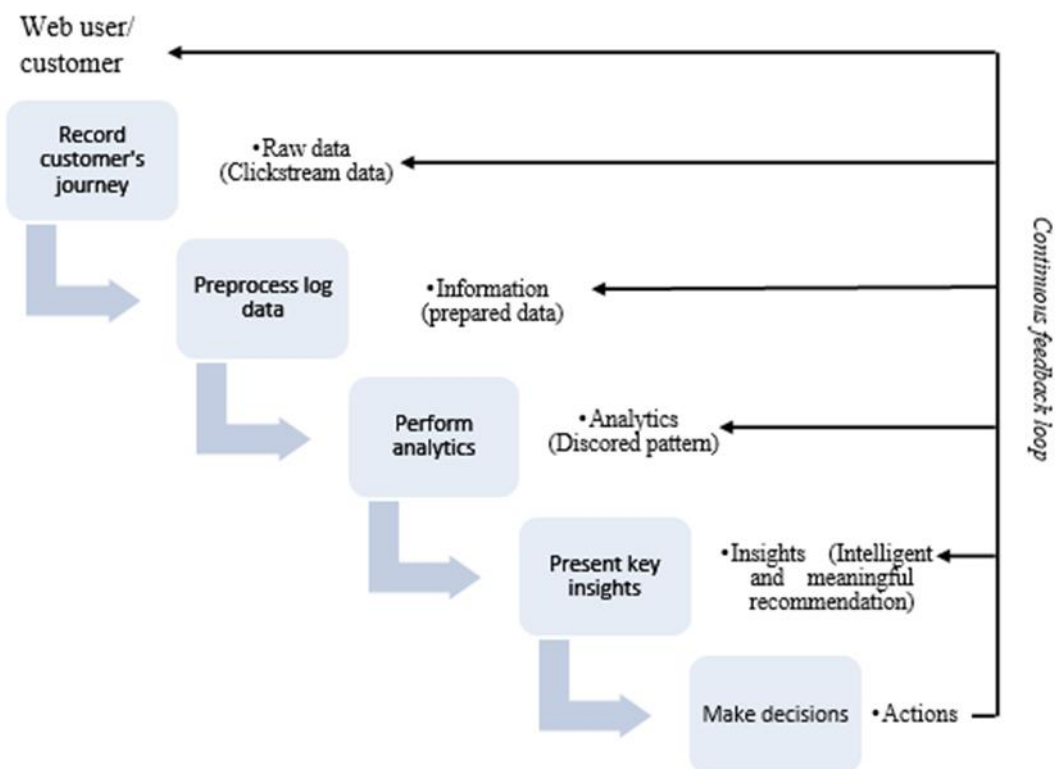 Web user/
customer
Record
customer's
journey
•Raw data
(Clickstream data)
Preprocess log
data
•Information
(prepared data)
Perform
analytics
•Analytics
(Discored pattern)
Present key
insights
•Insights (Intelligent
and meaningful
recommendation)
Make decisions
•Actions
Continious feedback loop